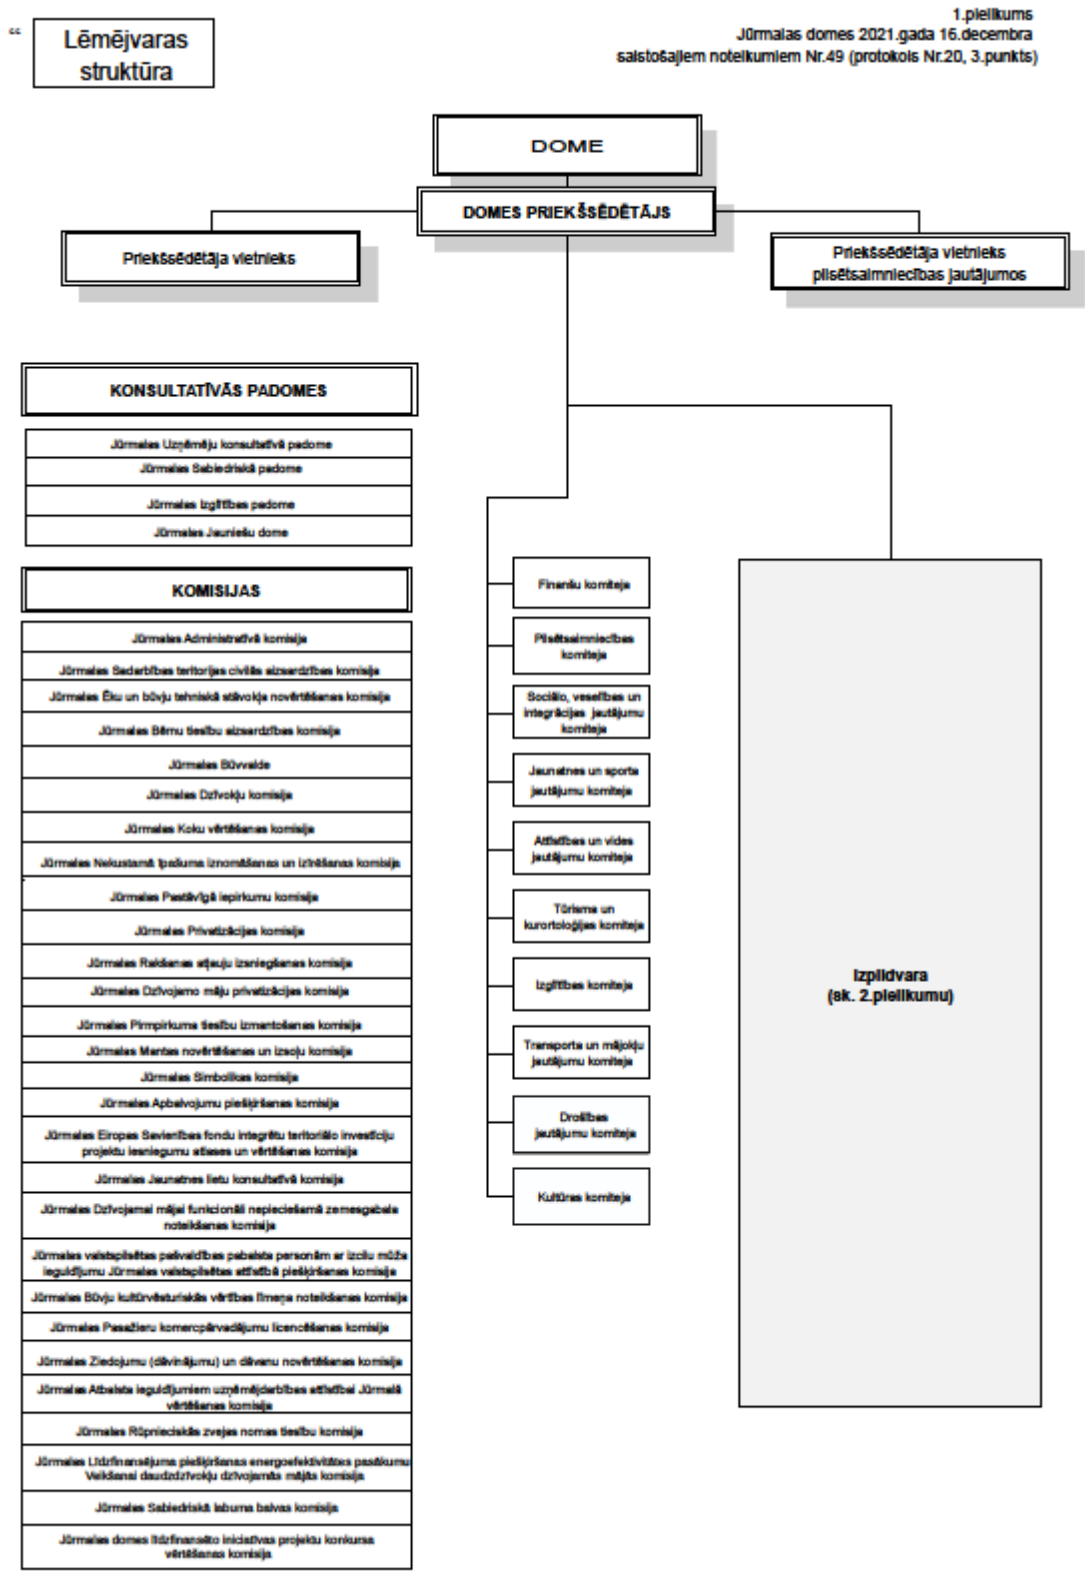 “
Lēmējvaras
struktūra
1.pielikums
Jūrmalas domes 2021.gada 16.decembra
saistošajiem noteikumiem Nr.49 (protokols Nr.20, 3.punkts)
DOME
DOMES PRIEKŠSĒDĒTĀJS
Priekšsēdētāja vietnieks
Priekšsēdētāja vietnieks
pilsētsaimniecības jautājumos
KONSULTATĪVĀS PADOMES
Jūrmalas Uzņēmēju konsultatīvā padome
Jūrmalas Sabiedriskā padome
Jūrmalas Izglītības padome
Jūrmalas Jauniešu dome
KOMISIJAS
Jūrmalas Administratīvā komisija
Jūrmalas Sadarbības teritorijas civilās aizsardzības komisija
Jūrmalas Ēku un būvju tehniskā stāvokļa novērtēšanas komisija
Jūrmalas Bērnu tiesību aizsardzības komisija
Jūrmalas Būvvalde
Jūrmalas Dzīvokļu komisija
Jūrmalas Koku vērtēšanas komisija
Jūrmalas Nekustamā īpašuma iznomāšanas un izīrēšanas komisija
Jūrmalas Pastāvīgā iepirkumu komisija
Jūrmalas Privatizācijas komisija
Jūrmalas Rakšanas atļauju izsniegšanas komisija
Jūrmalas Dzīvojamo māju privatizācijas komisija
Jūrmalas Pirmpirkuma tiesību izmantošanas komisija
Jūrmalas Mantas novērtēšanas un izsoļu komisija
Jūrmalas Simbolikas komisija
Jūrmalas Apbalvojumu piešķiršanas komisija
Jūrmalas Eiropas Savienības fondu integrētu teritoriālo investīciju
projektu iesniegumu atlases un vērtēšanas komisija
Jūrmalas Jaunatnes lietu konsultatīvā komisija
Jūrmalas Dzīvojamai mājai funkcionāli nepieciešamā zemesgabala
noteikšanas komisija
Jūrmalas valstspilsētas pašvaldības pabalsta personām ar izcilu mūža
ieguldījumu Jūrmalas valstspilsētas attīstībā piešķiršanas komisija
Jūrmalas Būvju kultūrvēsturiskās vērtības līmeņa noteikšanas komisija
Jūrmalas Pasažieru komercpārvadājumu licencēšanas komisija
Jūrmalas Ziedojumu (dāvinājumu) un dāvanu novērtēšanas komisija
Jūrmalas Atbalsta ieguldījumiem uzņēmējdarbības attīstībai Jūrmalā
vērtēšanas komisija
Jūrmalas Rūpnieciskās zvejas nomas tiesību komisija
Jūrmalas Līdzfinansējuma piešķiršanas energoefektivitātes pasākumu
Veikšanai daudzdzīvokļu dzīvojamās mājās komisija
Jūrmalas Sabiedriskā labuma balvas komisija
Jūrmalas domes līdzfinansēto iniciatīvas projektu konkursa
vērtēšanas komisija
Finanšu komiteja
Pilsētsaimniecības
komiteja
Sociālo, veselības un
integrācijas jautājumu
komiteja
Jaunatnes un sporta
jautājumu komiteja
Attīstības un vides
jautājumu komiteja
Tūrisma un
kurortoloģijas komiteja
Izglītības komiteja
Transporta un mājokļu
jautājumu komiteja
Drošības
jautājumu komiteja
Kultūras komiteja
Izpildvara
(sk. 2.pielikumu)